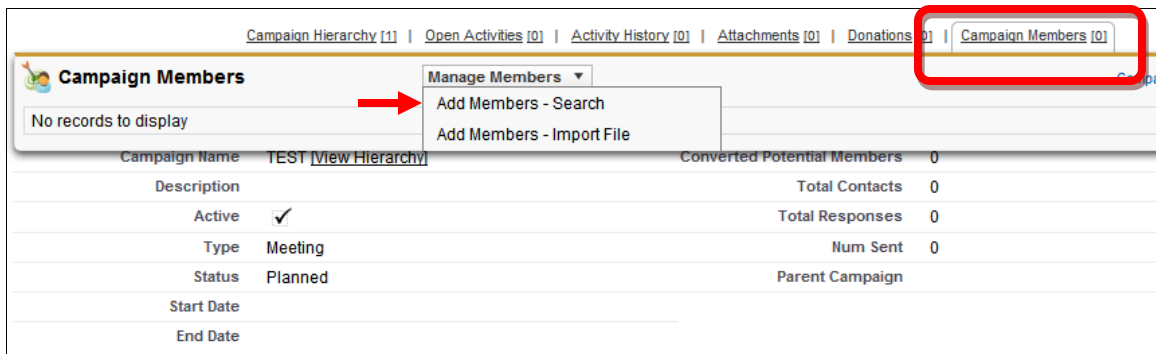 Campaign Hierarchy [1] | Open Activities [0] | Activity History [0] | Attachments [0] | Donations [0] | Campaign Members [0]
Campaign Members Manage Members ▼
Add Members - Search
No records to display
Add Members - Import File
Campaign Name TEST [View Hierarchy] Converted Potential Members 0
Description Total Contacts 0
Active ✓ Total Responses 0
Type Meeting Num Sent 0
Status Planned Parent Campaign
Start Date
End Date